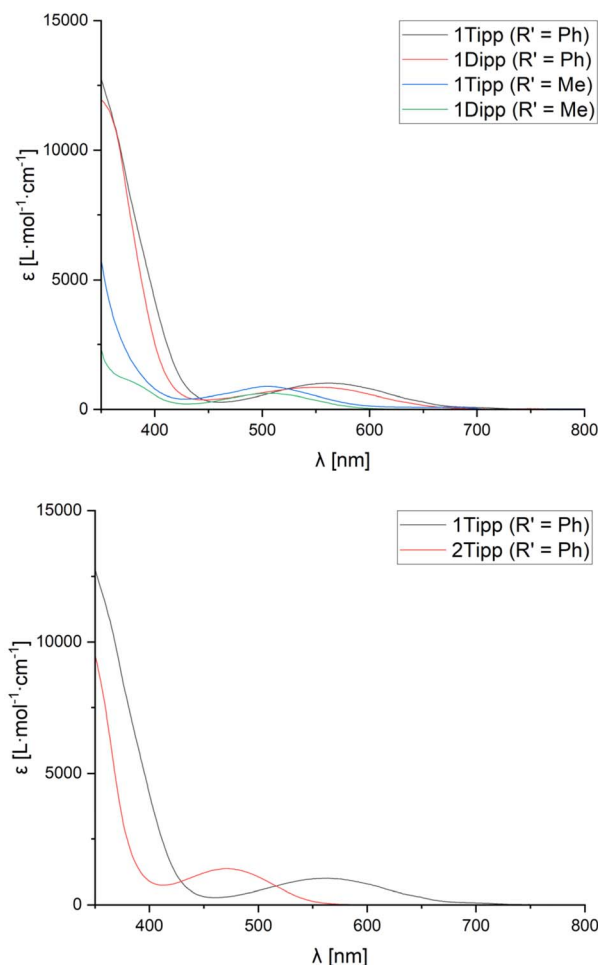 15000
10000
5000
0
ε [L·mol⁻¹·cm⁻¹]
1Tipp (R' = Ph)
1Dipp (R' = Ph)
1Tipp (R' = Me)
1Dipp (R' = Me)
400 500 600 700 800
λ [nm]
15000
10000
5000
0
ε [L·mol⁻¹·cm⁻¹]
1Tipp (R' = Ph)
2Tipp (R' = Ph)
400 500 600 700 800
λ [nm]